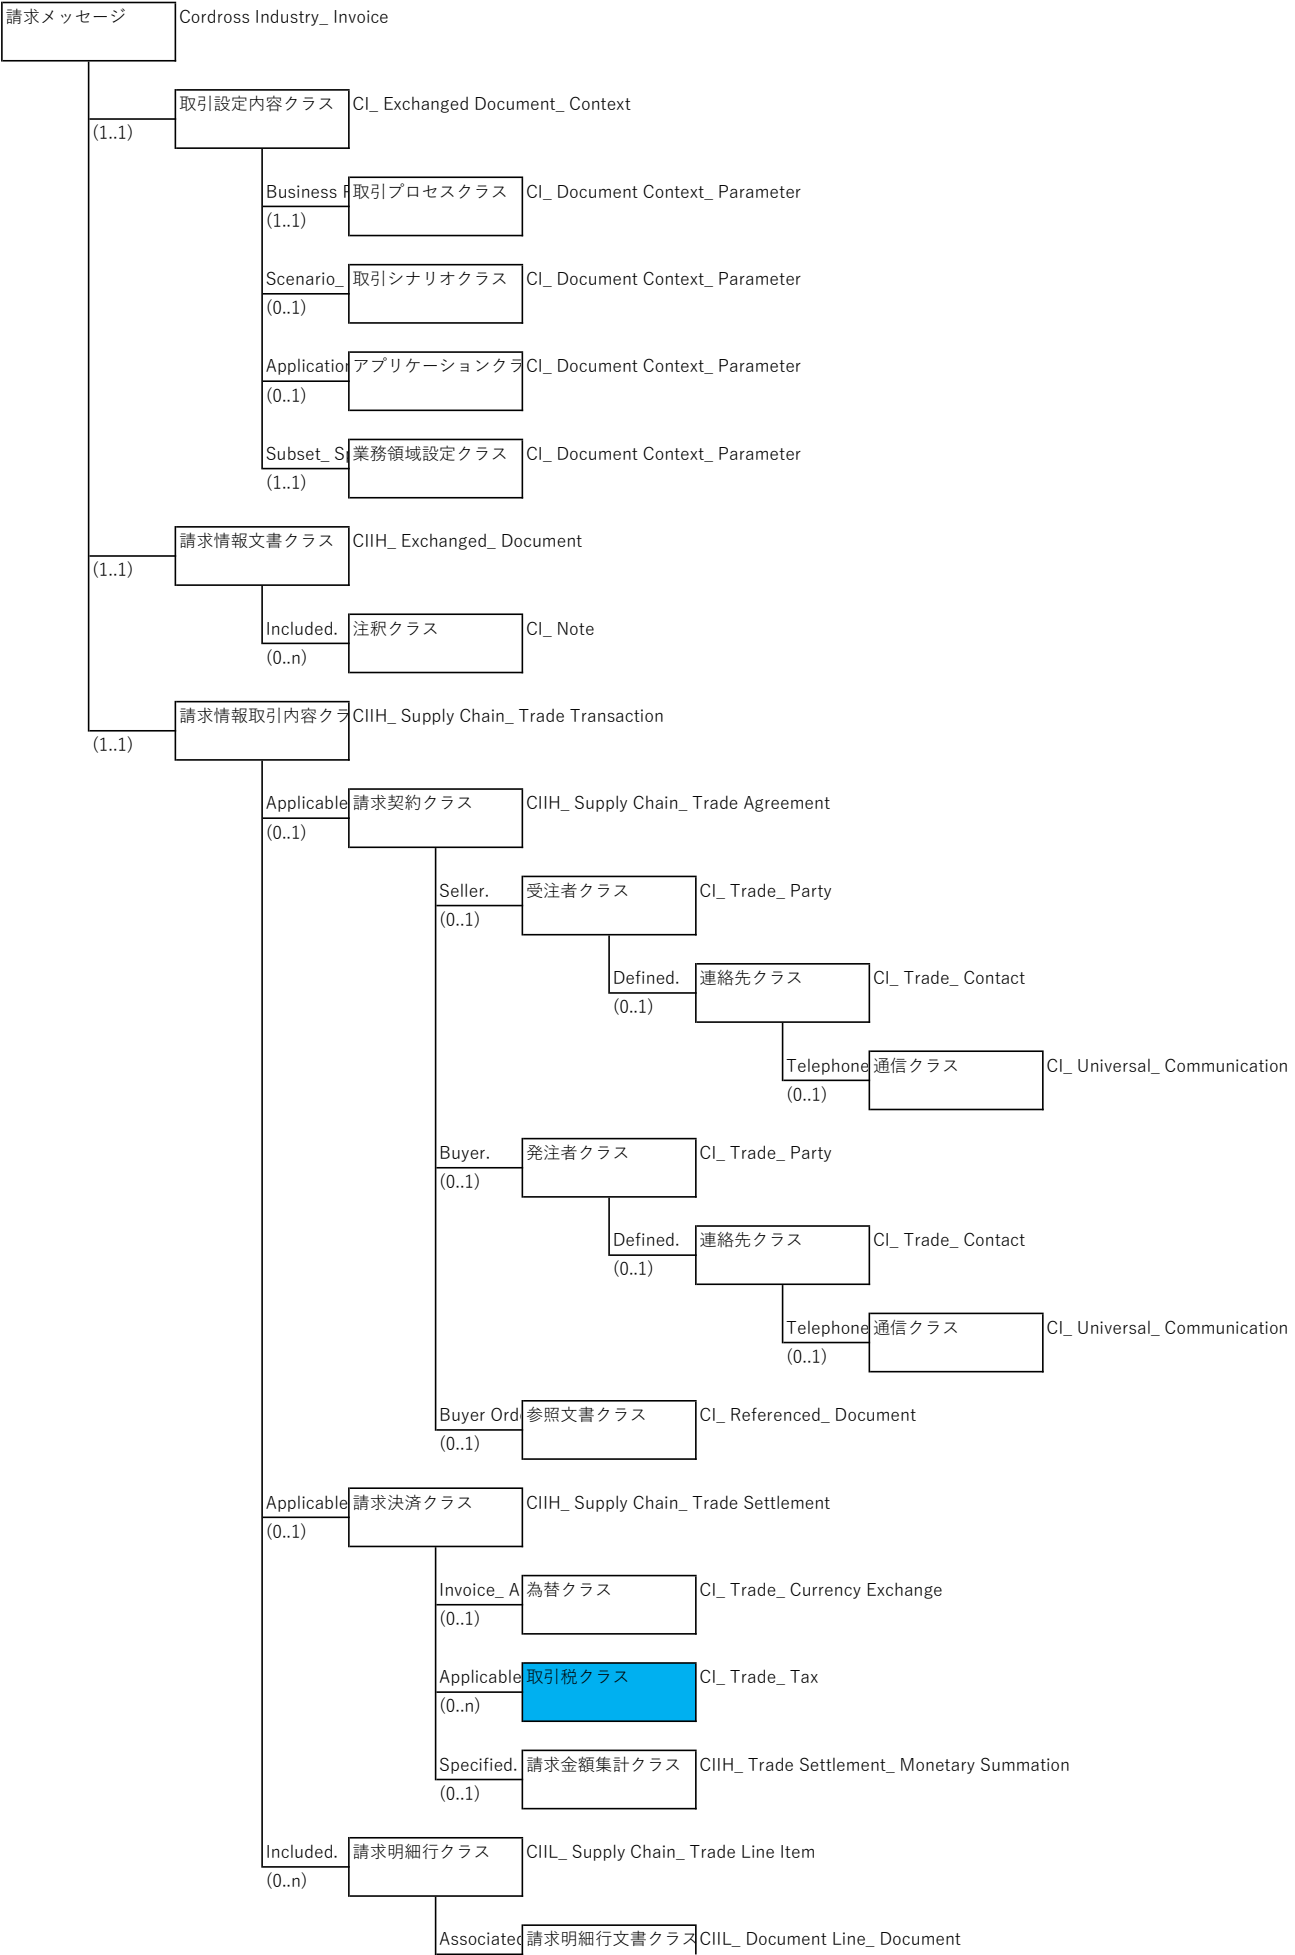 請求メッセージ Cordross Industry_ Invoice
取引設定内容クラス CI_ Exchanged Document_ Context
(1..1)
Business 取引プロセスクラス CI_ Document Context_ Parameter
(1..1)
Scenario_ 取引シナリオクラス CI_ Document Context_ Parameter
(0..1)
Application アプリケーションクラ CI_ Document Context_ Parameter
(0..1)
Subset_ 業務領域設定クラス CI_ Document Context_ Parameter
(1..1)
請求情報文書クラス CIIH_ Exchanged_ Document
(1..1)
Included. 注釈クラス CI_ Note
(0..n)
請求情報取引内容クラ CIIH_ Supply Chain_ Trade Transaction
(1..1)
Applicable 請求契約クラス CIIH_ Supply Chain_ Trade Agreement
(0..1)
Seller. 受注者クラス CI_ Trade_ Party
(0..1)
Defined. 連絡先クラス CI_ Trade_ Contact
(0..1)
Telephone 通信クラス CI_ Universal_ Communication
(0..1)
Buyer. 発注者クラス CI_ Trade_ Party
(0..1)
Defined. 連絡先クラス CI_ Trade_ Contact
(0..1)
Telephone 通信クラス CI_ Universal_ Communication
(0..1)
Buyer Ord 参照文書クラス CI_ Referenced_ Document
(0..1)
Applicable 請求決済クラス CIIH_ Supply Chain_ Trade Settlement
(0..1)
Invoice_ A 為替クラス CI_ Trade_ Currency Exchange
(0..1)
Applicable 取引税クラス CI_ Trade_ Tax
(0..n)
Specified. 請求金額集計クラス CIIH_ Trade Settlement_ Monetary Summation
(0..1)
Included. 請求明細行クラス CIIL_ Supply Chain_ Trade Line Item
(0..n)
Associated 請求明細行文書クラス CIIL_ Document Line_ Document